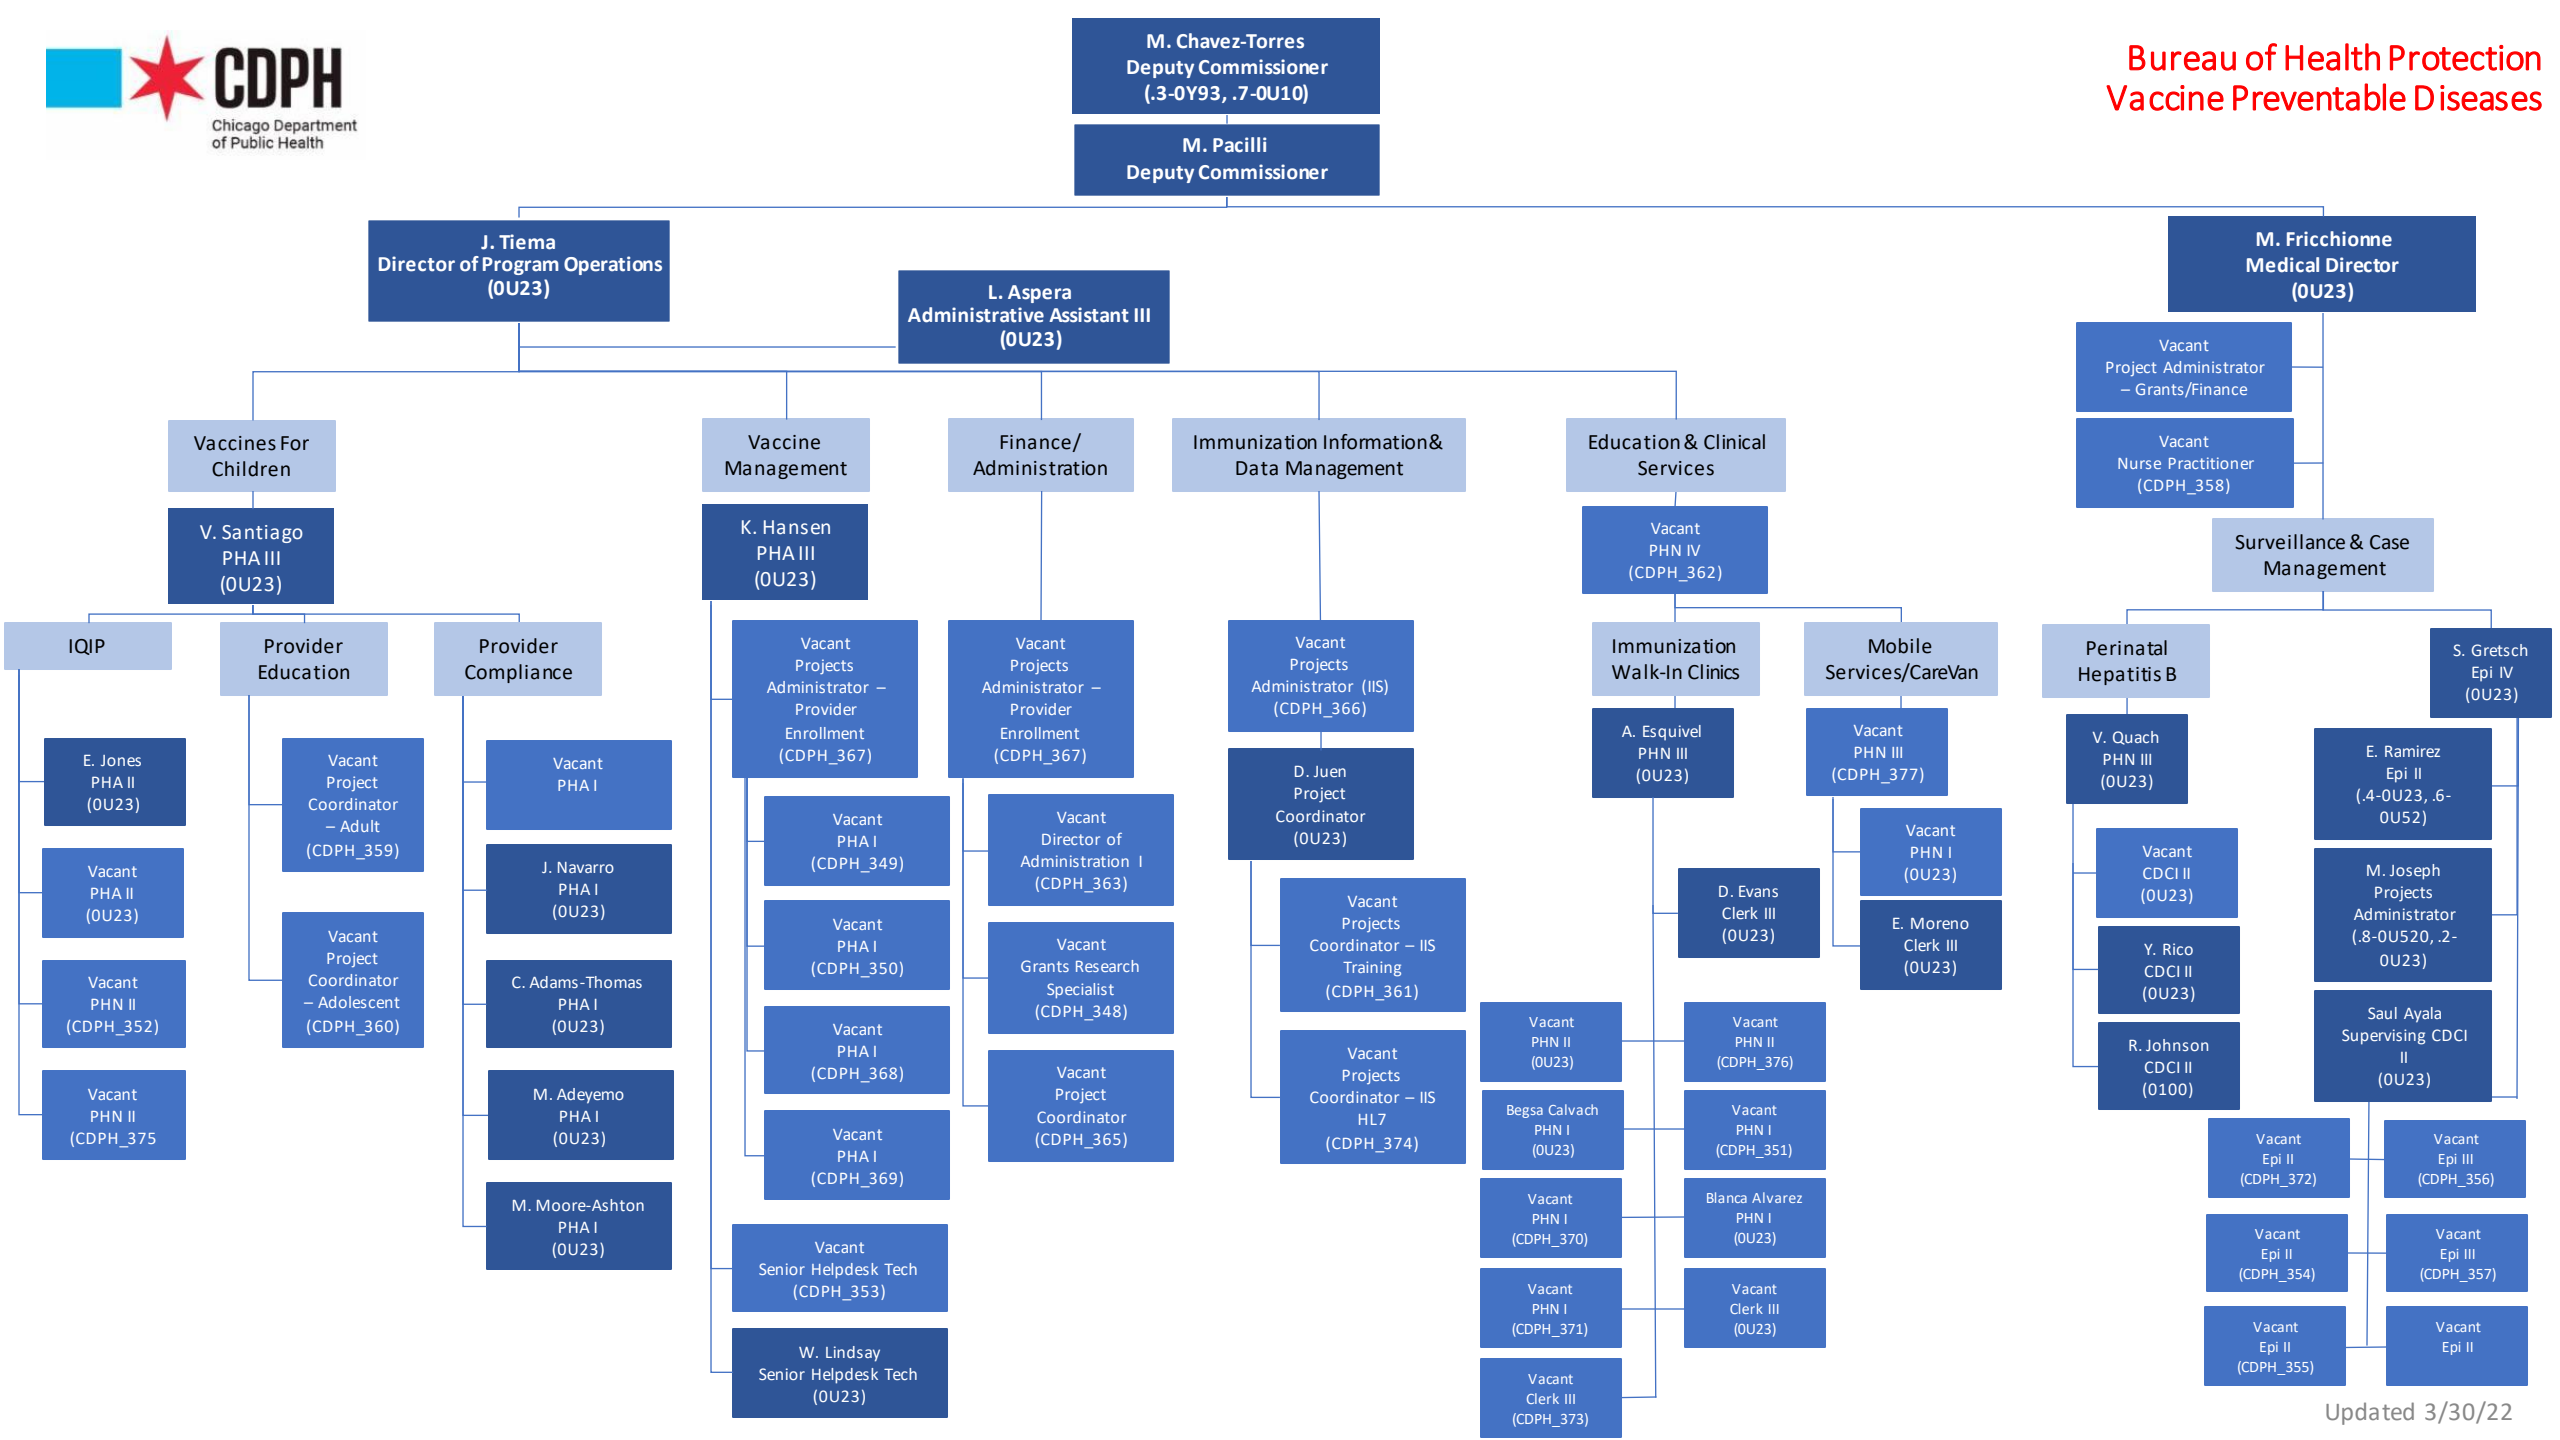 CDPH
Chicago Department
of Public Health
Bureau of Health Protection
Vaccine Preventable Diseases
M. Chavez-Torres
Deputy Commissioner
(.3-0Y93, .7-0U10)
M. Pacilli
Deputy Commissioner
J. Tiema
Director of Program Operations
(0U23)
L. Aspera
Administrative Assistant III
(0U23)
M. Fricchionne
Medical Director
(0U23)
Vacant
Project Administrator
– Grants/Finance
Vacant
Nurse Practitioner
(CDPH_358)
Vaccines For
Children
V. Santiago
PHA III
(0U23)
IQIP
E. Jones
PHA II
(0U23)
Vacant
PHA II
(0U23)
Vacant
PHN II
(CDPH_352)
Vacant
PHN II
(CDPH_375
Provider
Education
Vacant
Project
Coordinator
– Adult
(CDPH_359)
Vacant
Project
Coordinator
– Adolescent
(CDPH_360)
Provider
Compliance
Vacant
PHA I
J. Navarro
PHA I
(0U23)
C. Adams-Thomas
PHA I
(0U23)
M. Adeyemo
PHA I
(0U23)
M. Moore-Ashton
PHA I
(0U23)
Vaccine
Management
K. Hansen
PHA III
(0U23)
Vacant
Projects
Administrator –
Provider
Enrollment
(CDPH_367)
Vacant
PHA I
(CDPH_349)
Vacant
PHA I
(CDPH_350)
Vacant
PHA I
(CDPH_368)
Vacant
PHA I
(CDPH_369)
Vacant
Senior Helpdesk Tech
(CDPH_353)
W. Lindsay
Senior Helpdesk Tech
(0U23)
Finance/
Administration
Vacant
Projects
Administrator –
Provider
Enrollment
(CDPH_367)
Vacant
Director of
Administration I
(CDPH_363)
Vacant
Grants Research
Specialist
(CDPH_348)
Vacant
Project
Coordinator
(CDPH_365)
Immunization Information &
Data Management
Vacant
Projects
Administrator (IIS)
(CDPH_366)
D. Juen
Project
Coordinator
(0U23)
Vacant
Projects
Coordinator – IIS
Training
(CDPH_361)
Vacant
Projects
Coordinator – IIS
HL7
(CDPH_374)
Education & Clinical
Services
Vacant
PHN IV
(CDPH_362)
Immunization
Walk-In Clinics
A. Esquivel
PHN III
(0U23)
D. Evans
Clerk III
(0U23)
Vacant
PHN II
(0U23)
Vacant
PHN II
(CDPH_376)
Begsa Calvach
PHN I
(0U23)
Vacant
PHN I
(CDPH_351)
Vacant
PHN I
(CDPH_370)
Blanca Alvarez
PHN I
(0U23)
Vacant
PHN I
(CDPH_371)
Vacant
Clerk III
(0U23)
Vacant
Clerk III
(CDPH_373)
Mobile
Services/CareVan
Vacant
PHN III
(CDPH_377)
Vacant
PHN I
(0U23)
E. Moreno
Clerk III
(0U23)
Surveillance & Case
Management
Perinatal
Hepatitis B
V. Quach
PHN III
(0U23)
Vacant
CDCI II
(0U23)
Y. Rico
CDCI II
(0U23)
R. Johnson
CDCI II
(0100)
S. Gretsch
Epi IV
(0U23)
E. Ramirez
Epi II
(.4-0U23, .6-
0U52)
M. Joseph
Projects
Administrator
(.8-0U520, .2-
0U23)
Saul Ayala
Supervising CDCI
II
(0U23)
Vacant
Epi II
(CDPH_372)
Vacant
Epi III
(CDPH_356)
Vacant
Epi II
(CDPH_354)
Vacant
Epi III
(CDPH_357)
Vacant
Epi II
(CDPH_355)
Vacant
Epi II
Updated 3/30/22